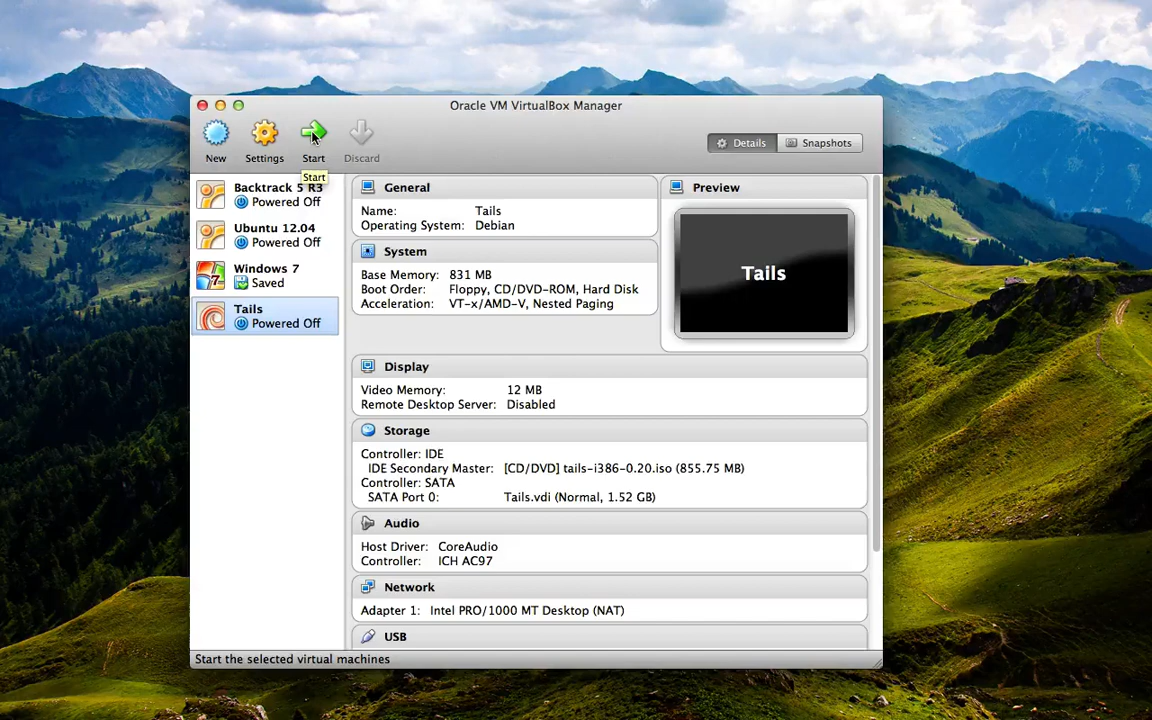 Oracle VM VirtualBox Manager
New
Settings
Start
Discard
Details
Snapshots
Start
Backtrack 5 R3
Powered Off
Ubuntu 12.04
Powered Off
Windows 7
Saved
Tails
Powered Off
General
Name: Tails
Operating System: Debian
System
Base Memory: 831 MB
Boot Order: Floppy, CD/DVD-ROM, Hard Disk
Acceleration: VT-x/AMD-V, Nested Paging
Preview
Tails
Display
Video Memory: 12 MB
Remote Desktop Server: Disabled
Storage
Controller: IDE
IDE Secondary Master: [CD/DVD] tails-i386-0.20.iso (855.75 MB)
Controller: SATA
SATA Port 0: Tails.vdi (Normal, 1.52 GB)
Audio
Host Driver: CoreAudio
Controller: ICH AC97
Network
Adapter 1: Intel PRO/1000 MT Desktop (NAT)
USB
Start the selected virtual machines